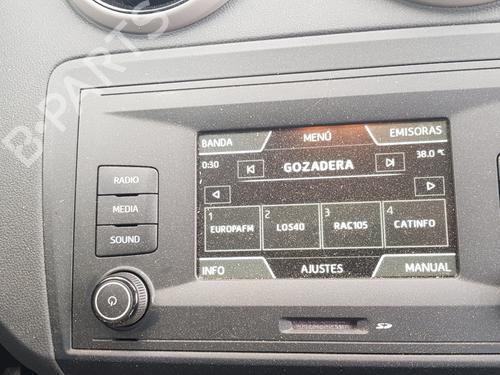 B-PARTS
BANDA MENÚ EMISORAS
0:30 GOZADERA 38.0 °C
RADIO
MEDIA
SOUND
1 2 3 4
EUROPAFM LOS40 RAC105 CATINFO
INFO AJUSTES MANUAL
SD